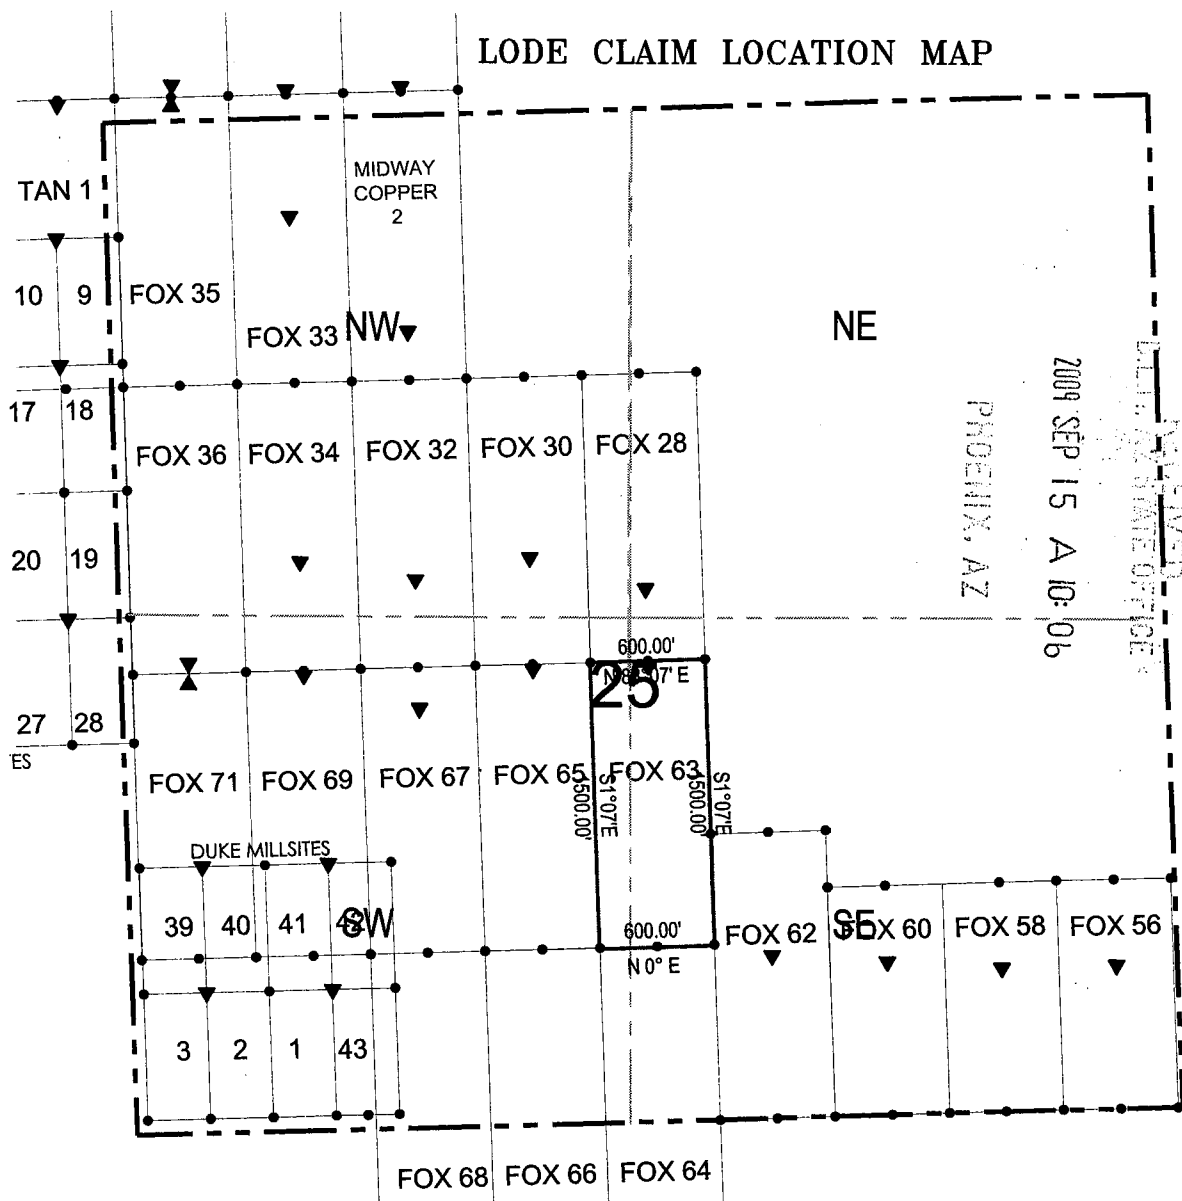 LODE CLAIM LOCATION MAP
MIDWAY
COPPER
2
TAN 1
10 9 FOX 35
FOX 33 NW NE
17 18
FOX 36 FOX 34 FOX 32 FOX 30 FOX 28
20 19
2009 SEP 15 A 10:06
PHOENIX, AZ
600.00'
25
27 28
ES
FOX 71 FOX 69 FOX 67 FOX 65 FOX 63
1500.00' S1°07'E 1500.00' S1°07'E
DUKE MILLSITES
39 40 41 42 SW
600.00'
N 0° E
FOX 62 SE FOX 60 FOX 58 FOX 56
3 2 1 43
FOX 68 FOX 66 FOX 64